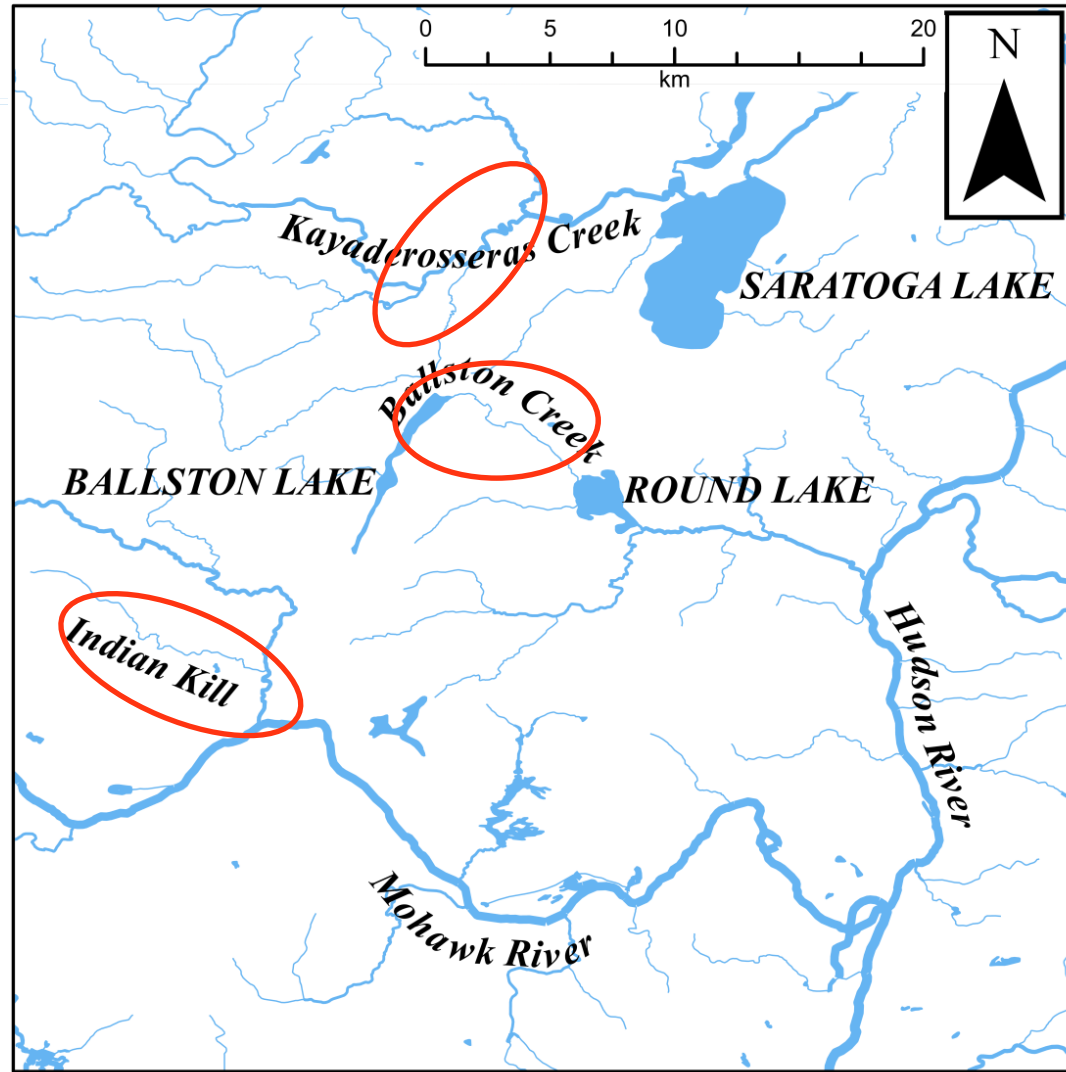 0 5 10 20
km
N
Kayaderosseras Creek
SARATOGA LAKE
Ballston Creek
BALLSTON LAKE
ROUND LAKE
Indian Kill
Hudson River
Mohawk River